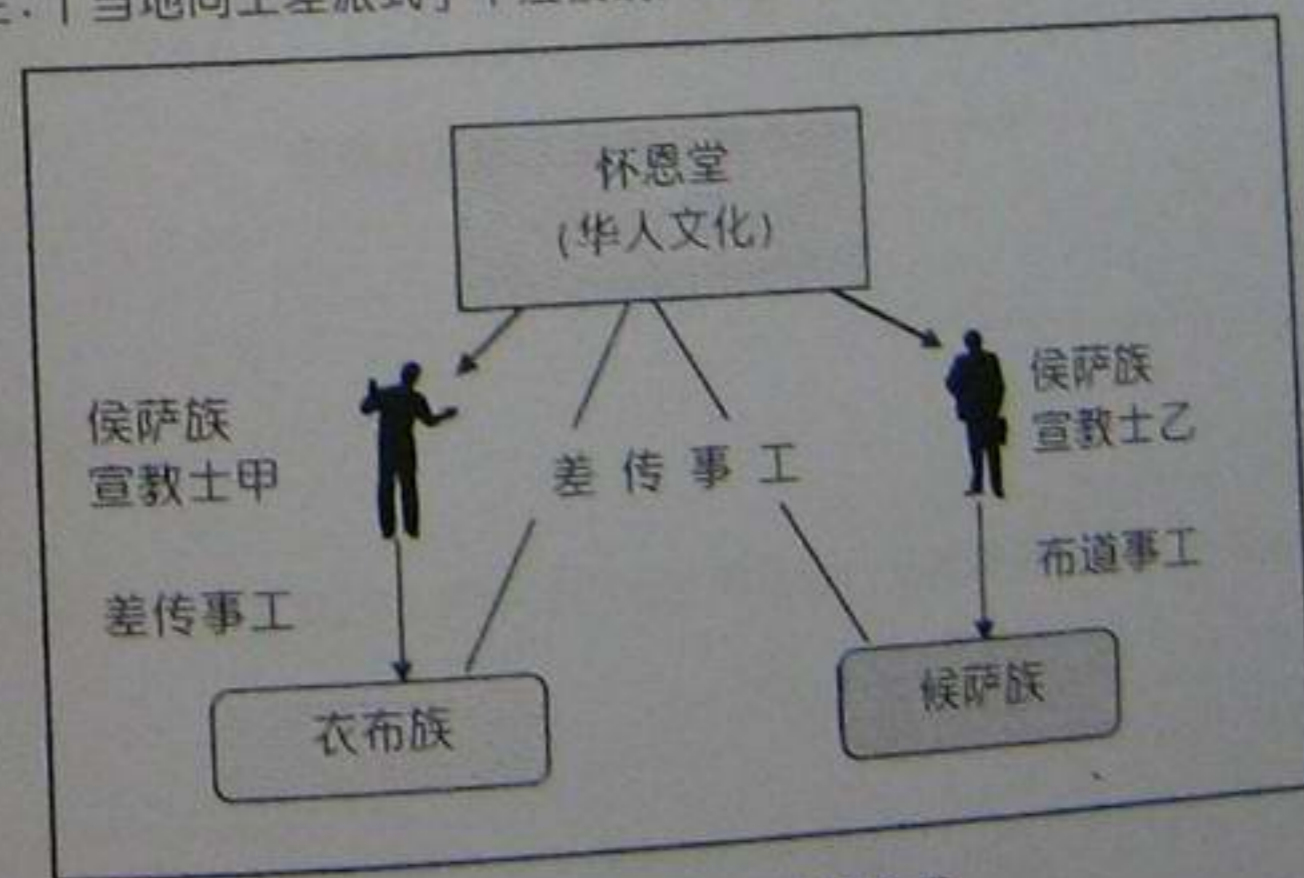 怀恩堂
(华人文化)
侯萨族
宣教士甲
差传事工
侯萨族
宣教士乙
差传事工
布道事工
衣布族
候萨族